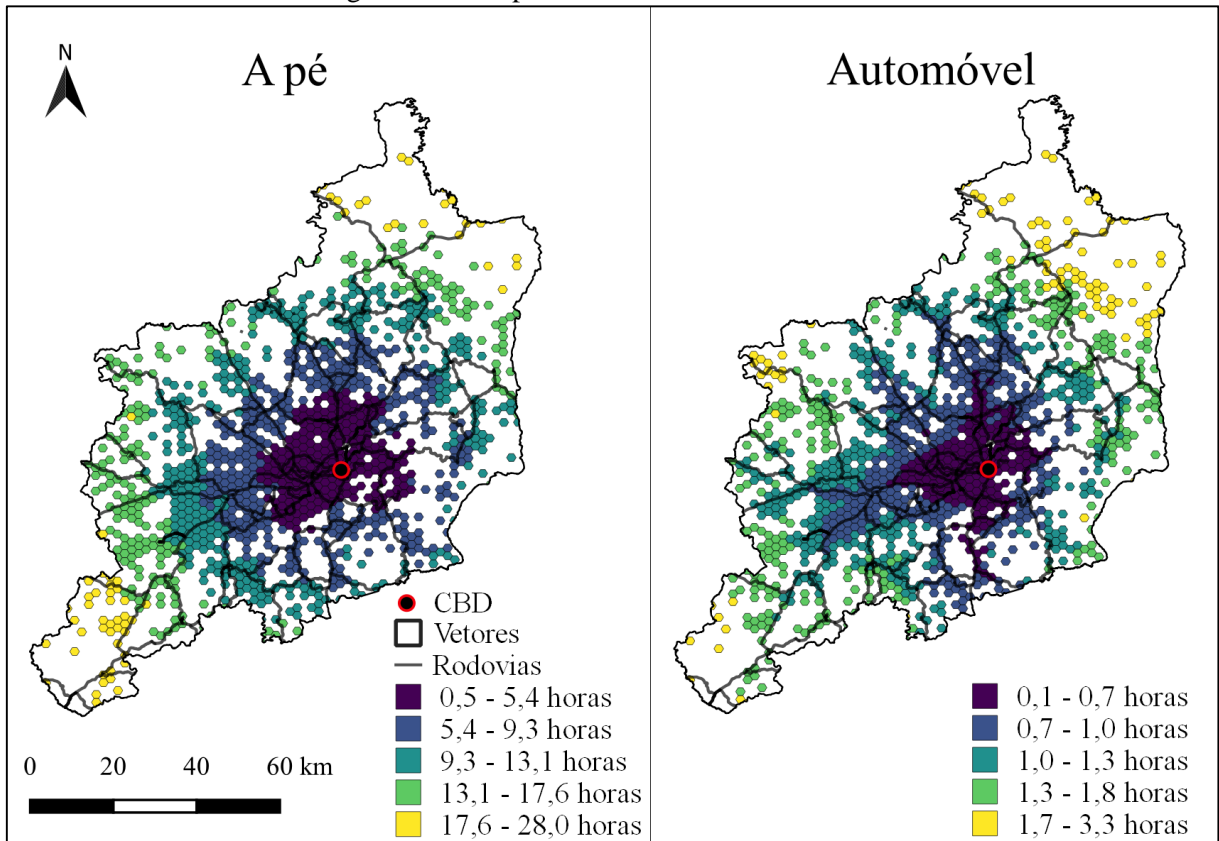 N
A pé
Automóvel
CBD
Vetores
Rodovias
0,5 - 5,4 horas
5,4 - 9,3 horas
9,3 - 13,1 horas
13,1 - 17,6 horas
17,6 - 28,0 horas
0 20 40 60 km
0,1 - 0,7 horas
0,7 - 1,0 horas
1,0 - 1,3 horas
1,3 - 1,8 horas
1,7 - 3,3 horas